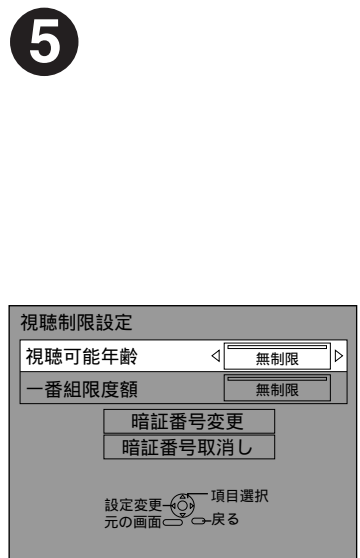 5
視聴制限設定
視聴可能年齢 無制限
一番組限度額 無制限
暗証番号変更
暗証番号取消し
設定変更 項目選択
元の画面 戻る